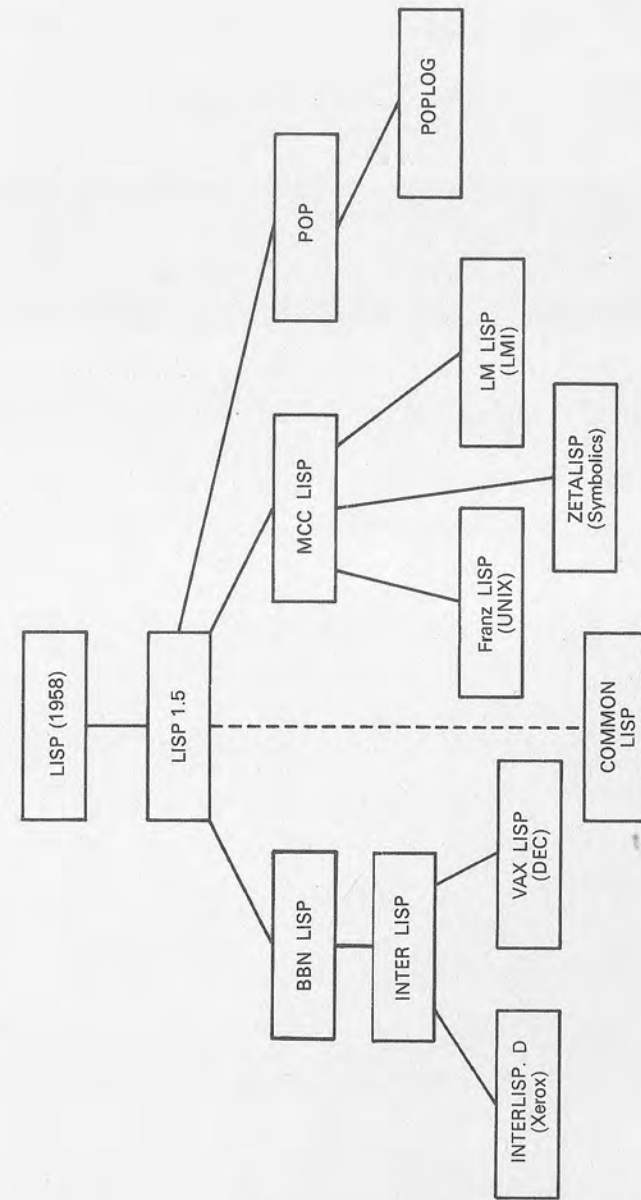 LISP (1958)
LISP 1.5
BBN LISP
MCC LISP
POP
INTER LISP
POPLOG
INTERLISP. D
(Xerox)
VAX LISP
(DEC)
Franz LISP
(UNIX)
LM LISP
(LMI)
COMMON
LISP
ZETALISP
(Symbolics)